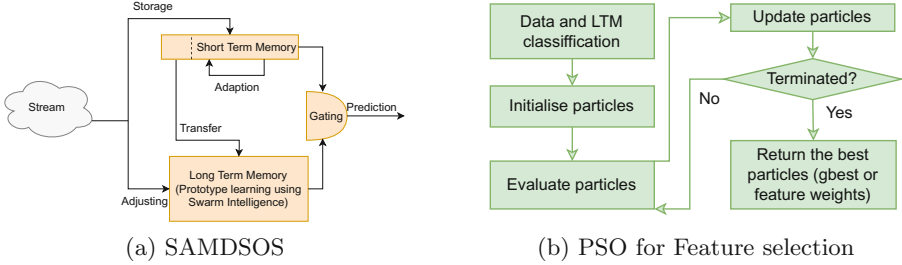 Storage
Short Term Memory
Adaption
Stream
Gating
Prediction
Transfer
Long Term Memory
(Prototype learning using
Swarm Intelligence)
Adjusting
(a) SAMDSOS
Data and LTM
classiffication
Initialise particles
Evaluate particles
Update particles
Terminated?
No
Yes
Return the best
particles (gbest or
feature weights)
(b) PSO for Feature selection